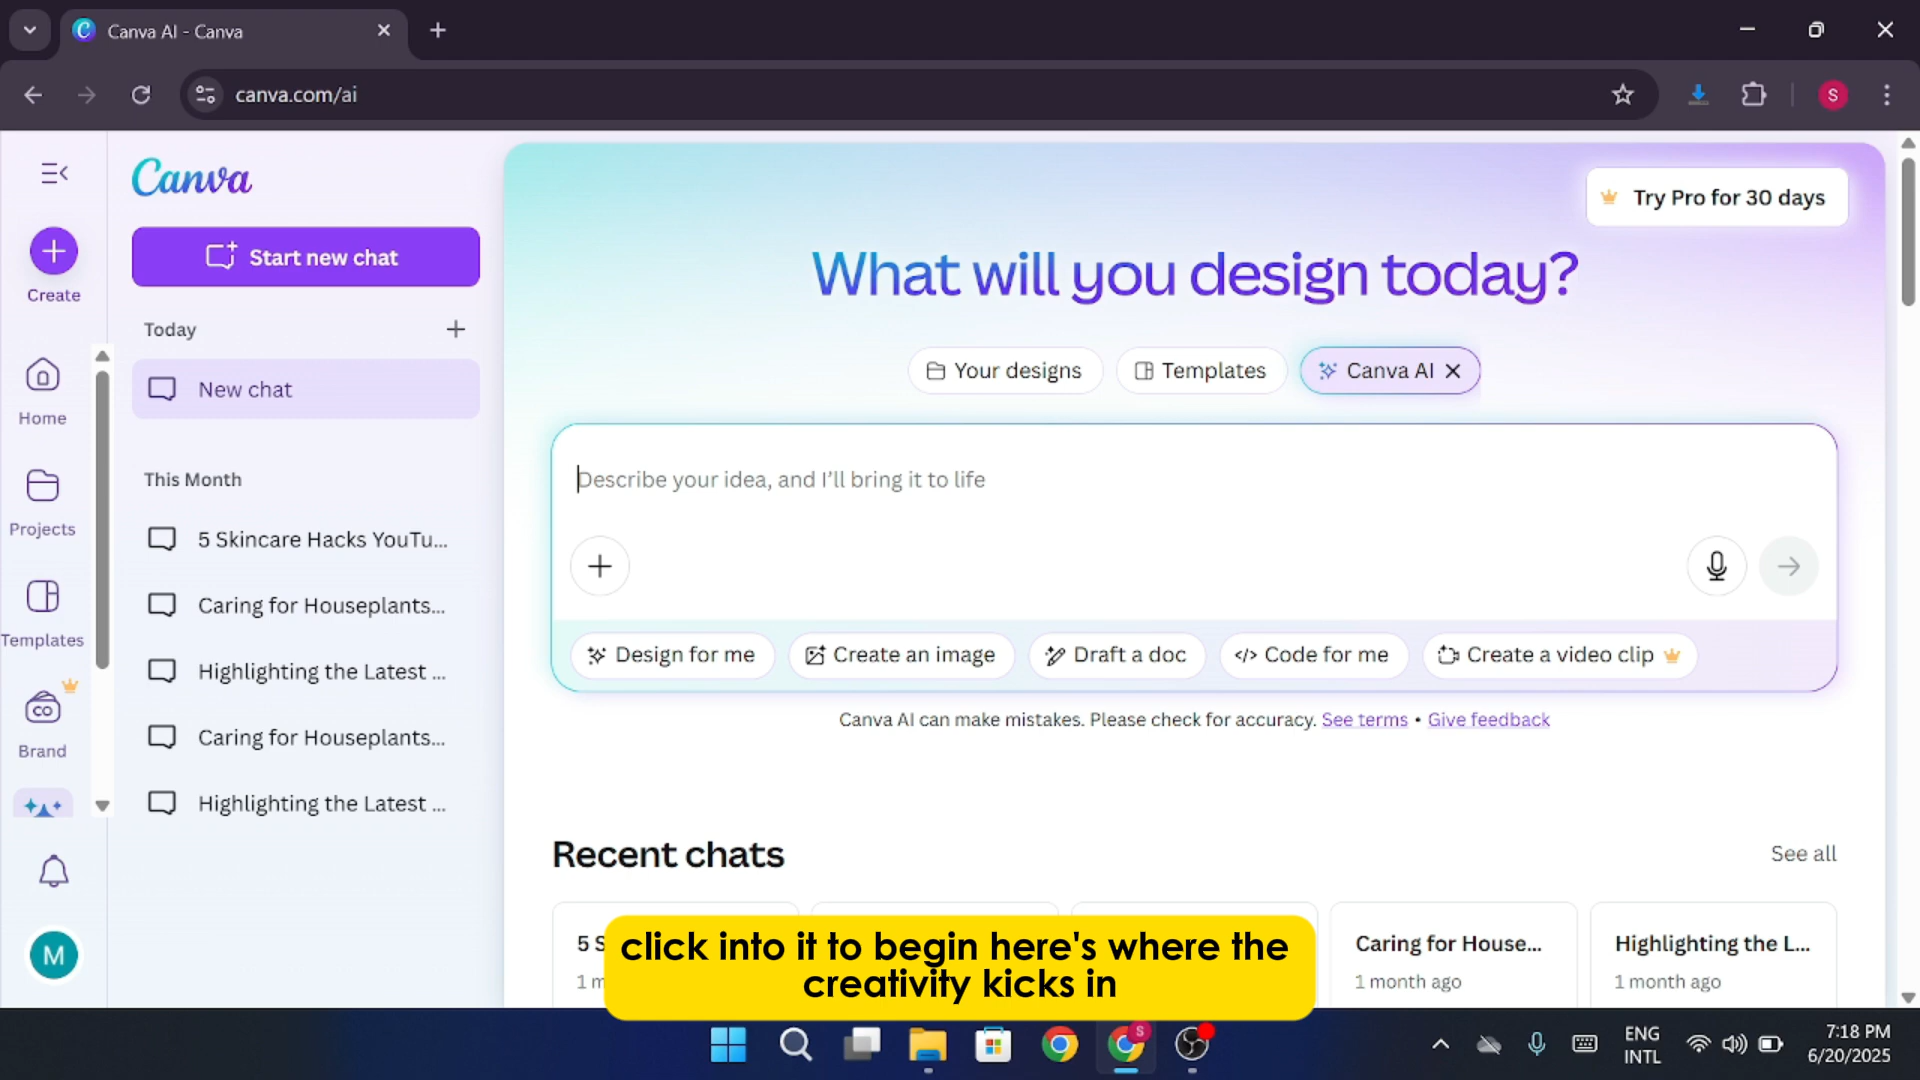 Canva AI - Canva
canva.com/ai
S
Canva
Try Pro for 30 days
Create
Start new chat
What will you design today?
Today
Home
New chat
Your designs
Templates
Canva AI
Projects
This Month
5 Skincare Hacks YouTu...
Describe your idea, and I'll bring it to life
Templates
Caring for Houseplants...
Highlighting the Latest ...
Design for me
Create an image
Draft a doc
Code for me
Create a video clip
CO
Brand
Caring for Houseplants...
Canva AI can make mistakes. Please check for accuracy. See terms • Give feedback
Highlighting the Latest ...
Recent chats
See all
M
5 S
Caring for House...
Highlighting the L...
1 m
1 month ago
1 month ago
click into it to begin here's where the
creativity kicks in
S
ENG
INTL
7:18 PM
6/20/2025